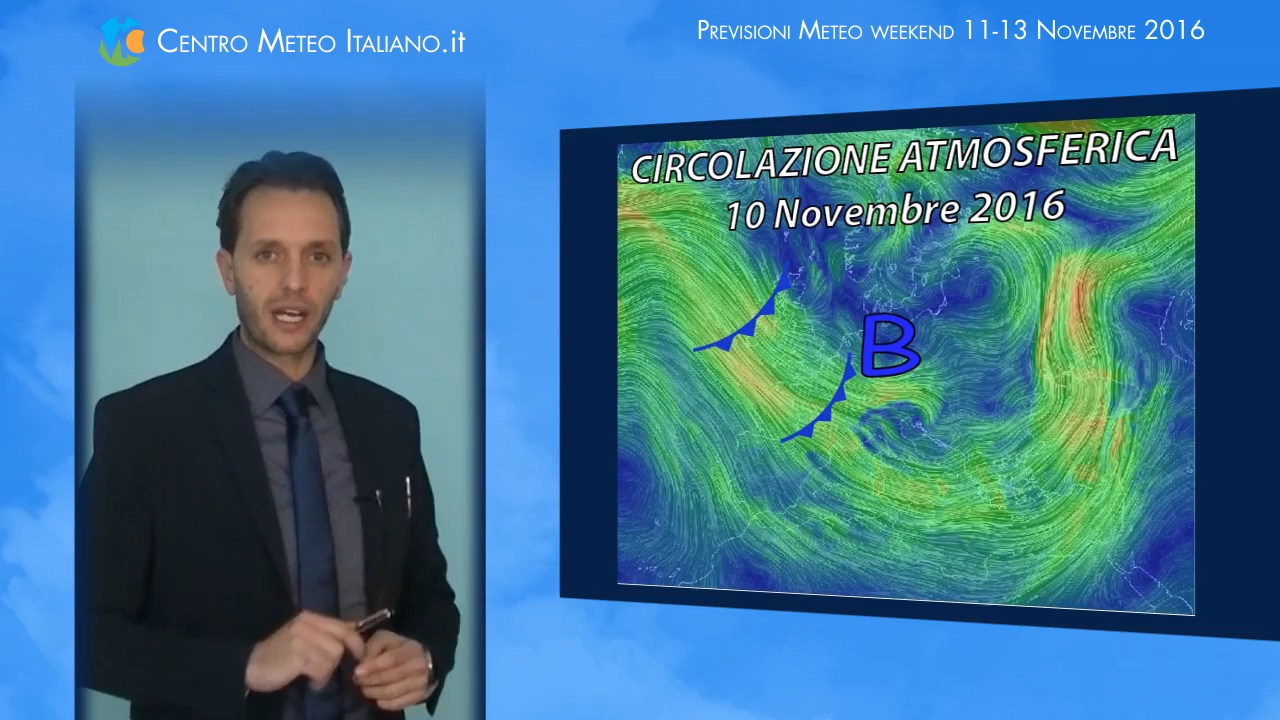 Centro Meteo Italiano.it
Previsioni Meteo weekend 11-13 Novembre 2016
CIRCOLAZIONE ATMOSFERICA
10 Novembre 2016
B